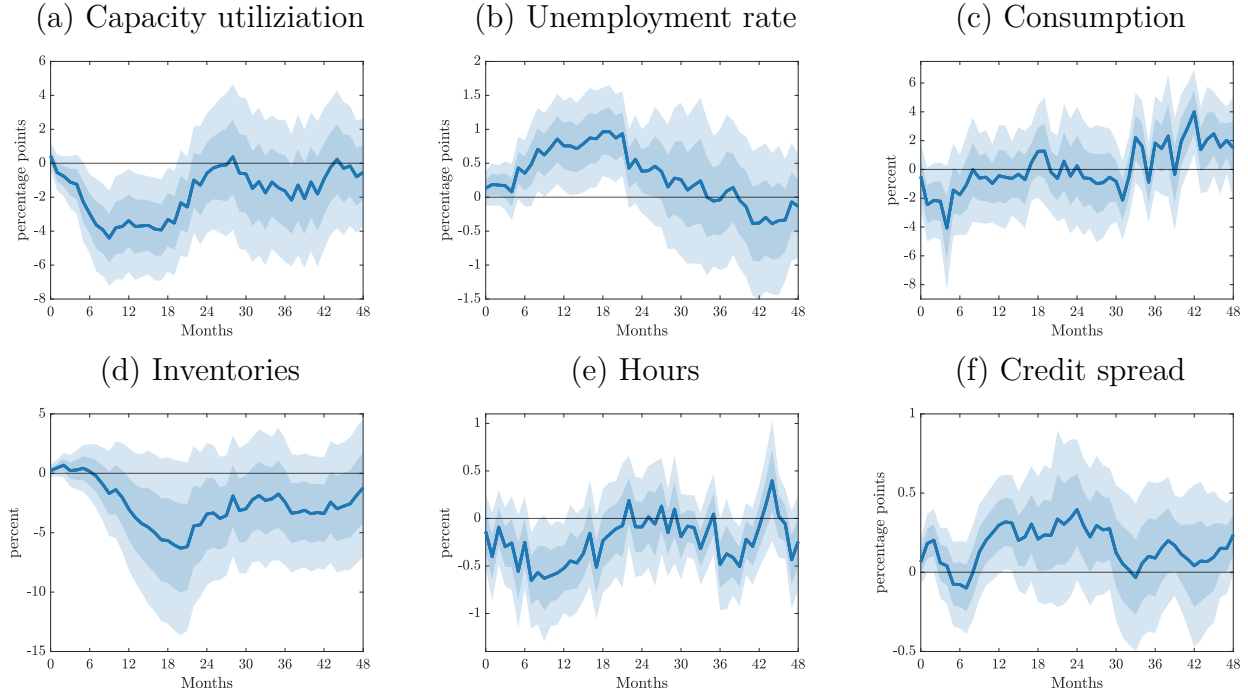 (a) Capacity utiliziation
(b) Unemployment rate
(c) Consumption
6
4
2
0
-2
-4
-6
-8
percentage points
0 6 12 18 24 30 36 42 48
Months
2
1.5
1
0.5
0
-0.5
-1
-1.5
percentage points
0 6 12 18 24 30 36 42 48
Months
6
4
2
0
-2
-4
-6
-8
percent
0 6 12 18 24 30 36 42 48
Months
(d) Inventories
(e) Hours
(f) Credit spread
5
0
-5
-10
-15
percent
0 6 12 18 24 30 36 42 48
Months
1
0.5
0
-0.5
-1
percent
0 6 12 18 24 30 36 42 48
Months
1
0.5
0
-0.5
percentage points
0 6 12 18 24 30 36 42 48
Months